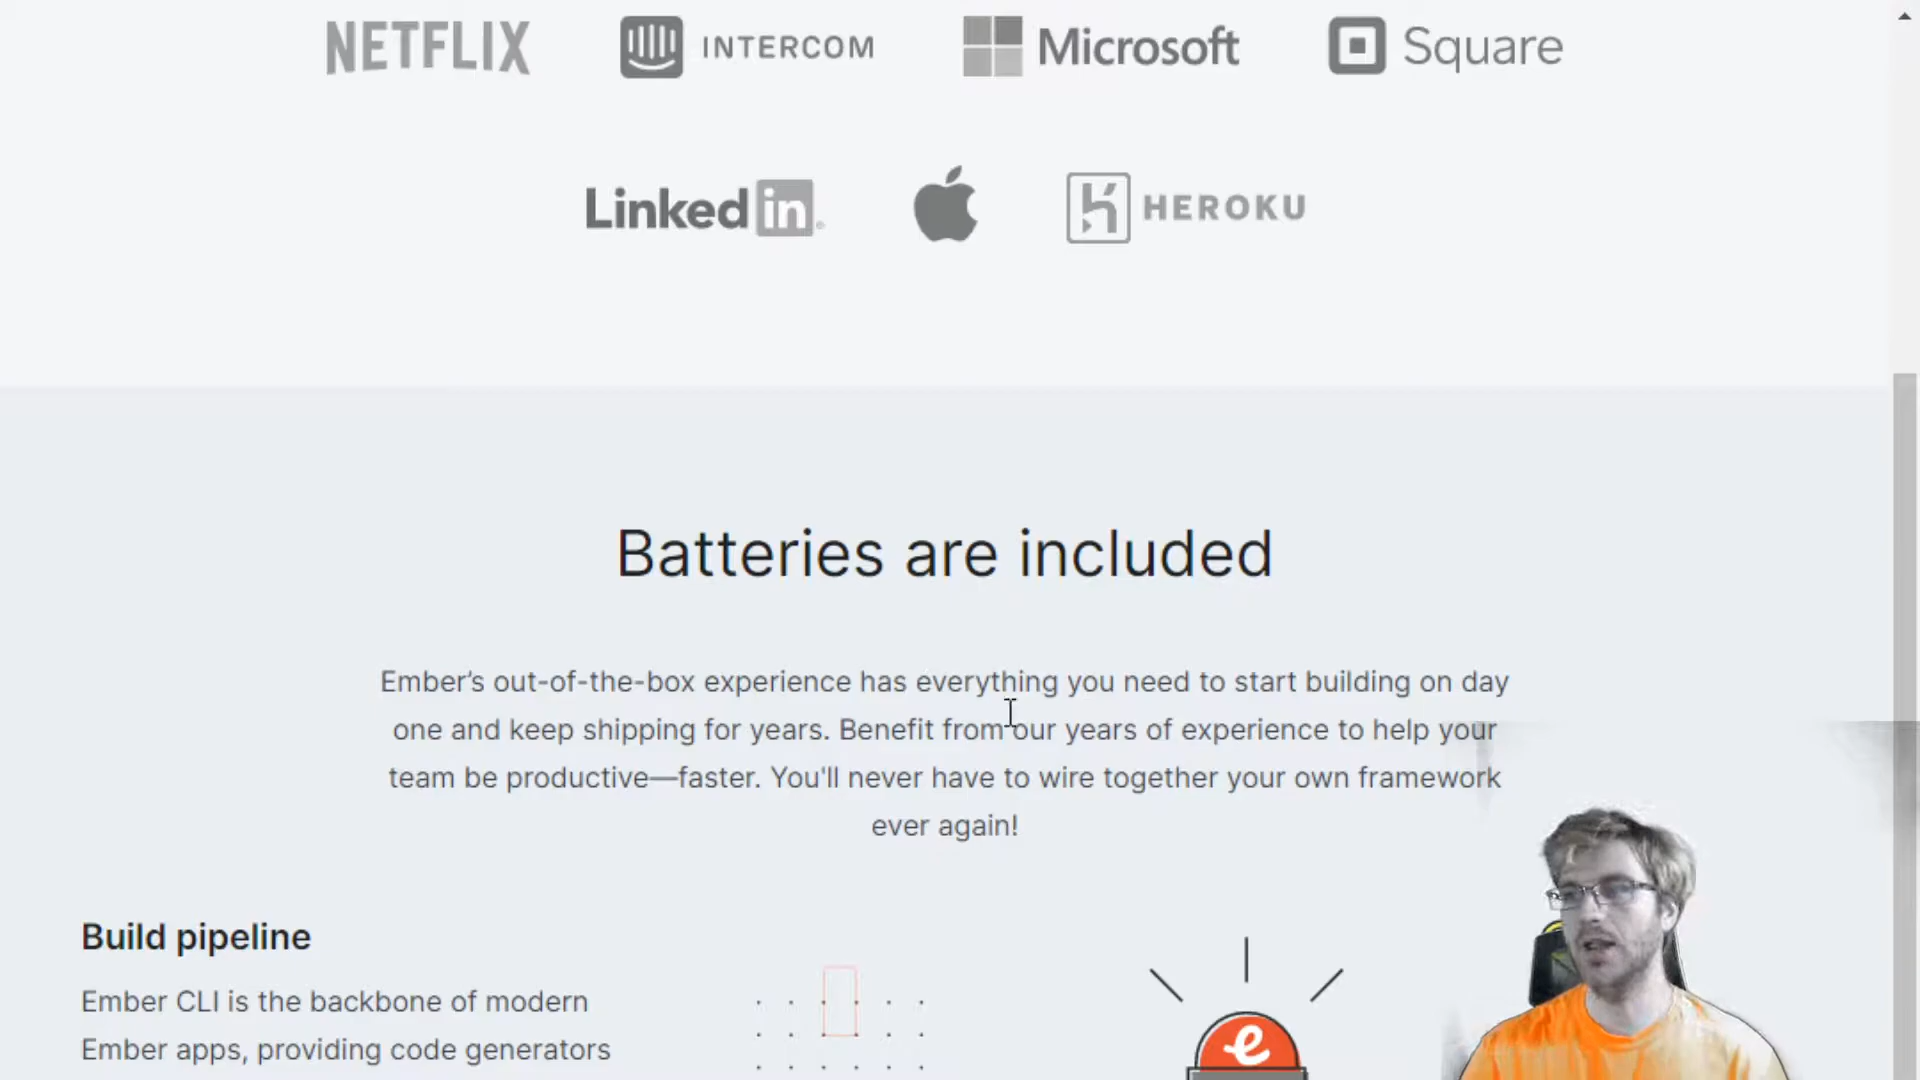 NETFLIX INTERCOM Microsoft Square
Linked in HEROKU
Batteries are included
Ember's out-of-the-box experience has everything you need to start building on day
one and keep shipping for years. Benefit from our years of experience to help your
team be productive—faster. You'll never have to wire together your own framework
ever again!
Build pipeline
Ember CLI is the backbone of modern
Ember apps, providing code generators
e